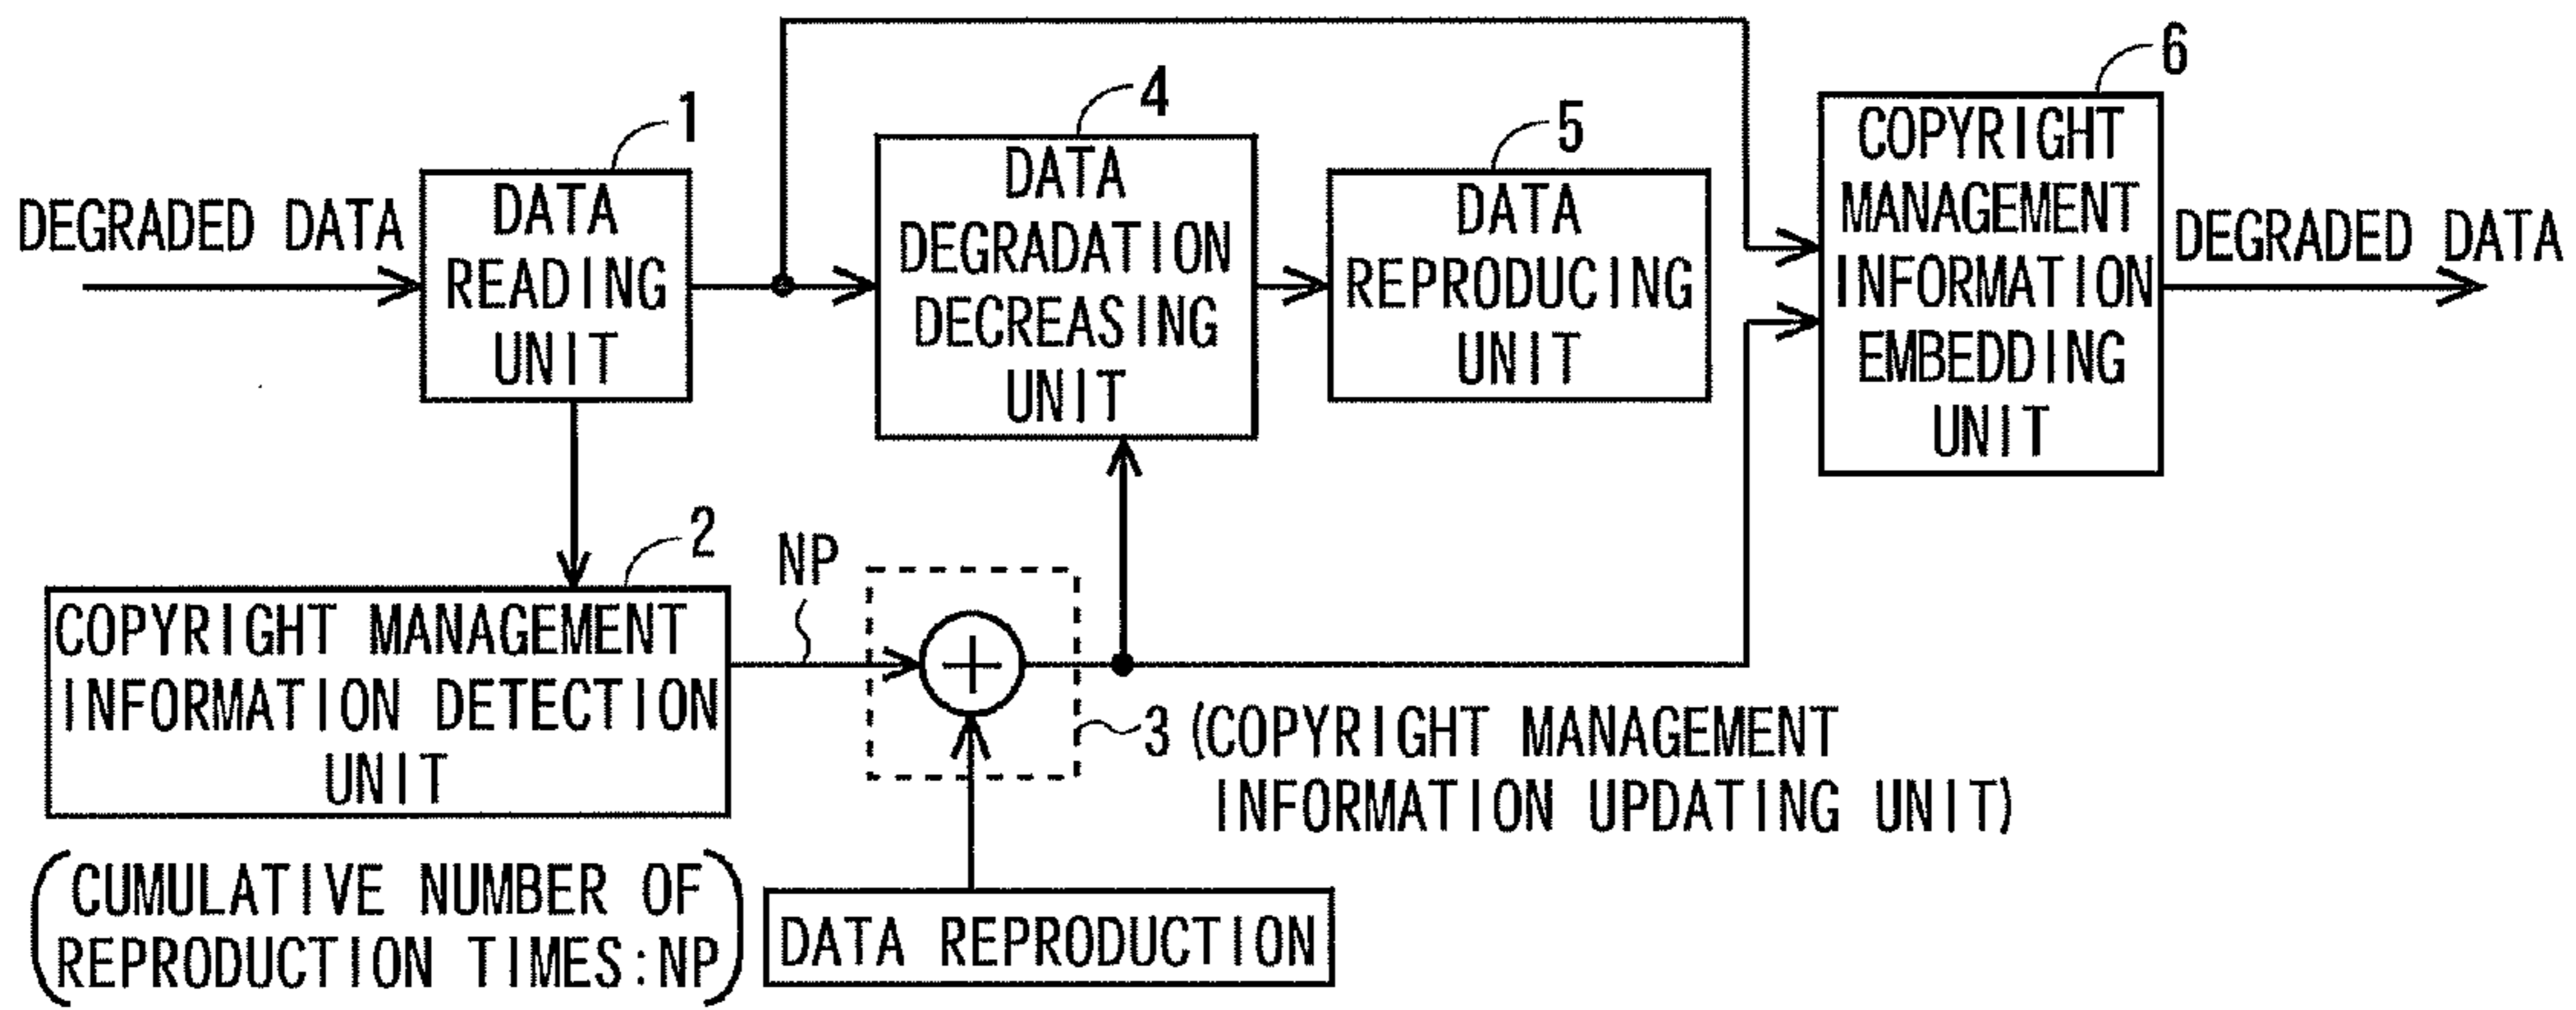 DEGRADED DATA
1
DATA
READING
UNIT
4
DATA
DEGRADATION
DECREASING
UNIT
5
DATA
REPRODUCING
UNIT
6
COPYRIGHT
MANAGEMENT
INFORMATION
EMBEDDING
UNIT
DEGRADED DATA
2
COPYRIGHT MANAGEMENT
INFORMATION DETECTION
UNIT
(CUMULATIVE NUMBER OF
REPRODUCTION TIMES:NP)
NP
+
3 (COPYRIGHT MANAGEMENT
INFORMATION UPDATING UNIT)
DATA REPRODUCTION